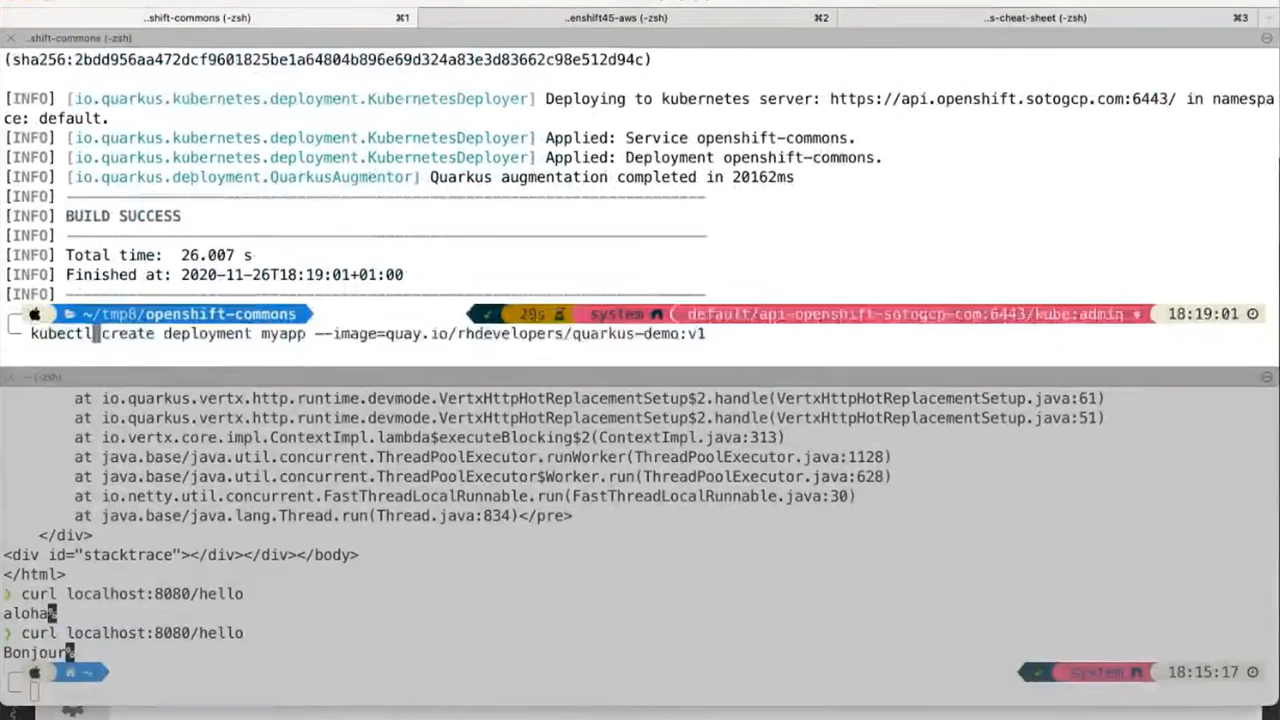 ..shift-commons (-zsh) ⌘1 ..enshift45-aws (-zsh) ⌘2 ..s-cheat-sheet (-zsh) ⌘3
..shift-commons (-zsh)
(sha256:2bdd956aa472dcf9601825be1a64804b896e69d324a83e3d83662c98e512d94c)
[INFO] [io.quarkus.kubernetes.deployment.KubernetesDeployer] Deploying to kubernetes server: https://api.openshift.sotogcp.com:6443/ in namespa
ce: default.
[INFO] [io.quarkus.kubernetes.deployment.KubernetesDeployer] Applied: Service openshift-commons.
[INFO] [io.quarkus.kubernetes.deployment.KubernetesDeployer] Applied: Deployment openshift-commons.
[INFO] [io.quarkus.deployment.QuarkusAugmentor] Quarkus augmentation completed in 20162ms
[INFO] ------------------------------------------------------------------------
[INFO] BUILD SUCCESS
[INFO] ------------------------------------------------------------------------
[INFO] Total time:  26.007 s
[INFO] Finished at: 2020-11-26T18:19:01+01:00
[INFO] ------------------------------------------------------------------------
~/tmp8/openshift-commons ✓ 28s system default/api-openshift-sotogcp-com:6443/kube:admin 18:19:01
kubectl create deployment myapp --image=quay.io/rhdevelopers/quarkus-demo:v1
~ (-zsh)
at io.quarkus.vertx.http.runtime.devmode.VertxHttpHotReplacementSetup$2.handle(VertxHttpHotReplacementSetup.java:61)
at io.quarkus.vertx.http.runtime.devmode.VertxHttpHotReplacementSetup$2.handle(VertxHttpHotReplacementSetup.java:51)
at io.vertx.core.impl.ContextImpl.lambda$executeBlocking$2(ContextImpl.java:313)
at java.base/java.util.concurrent.ThreadPoolExecutor.runWorker(ThreadPoolExecutor.java:1128)
at java.base/java.util.concurrent.ThreadPoolExecutor$Worker.run(ThreadPoolExecutor.java:628)
at io.netty.util.concurrent.FastThreadLocalRunnable.run(FastThreadLocalRunnable.java:30)
at java.base/java.lang.Thread.run(Thread.java:834)</pre>
</div>
<div id="stacktrace"></div></div></body>
</html>
❯ curl localhost:8080/hello
aloha%
❯ curl localhost:8080/hello
Bonjour%
~ ✓ system 18:15:17